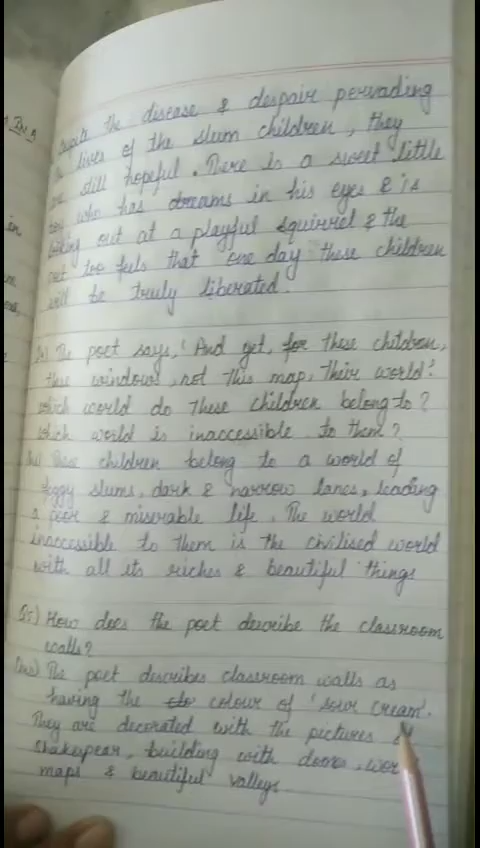 the disease & despair pervading
lives of the slum children, they
still hopeful. There is a sweet little
who has dreams in his eyes & is
looking out at a playful squirrel & the
poet too feels that one day these children
will be truly liberated.
The poet says, 'And yet, for these children,
these windows, not this map, their world.'
which world do these children belong to?
which world is inaccessible to them?
These children belong to a world of
foggy slums, dark & narrow lanes, leading
a poor & miserable life. The world
inaccessible to them is the civilised world
with all its riches & beautiful things
Q5) How does the poet describe the classroom
walls?
Ans) The poet describes classroom walls as
having the colour of 'sour cream'.
They are decorated with the pictures
Shakespear, building with domes,
maps & beautiful valleys.